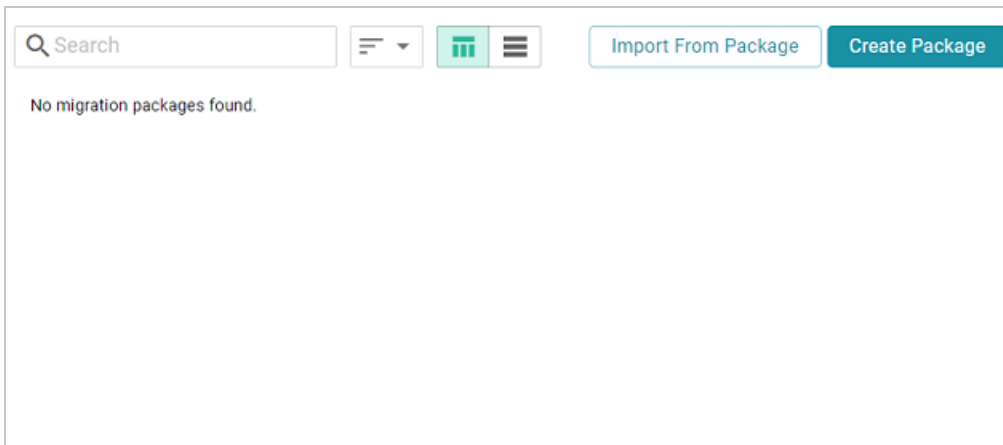 Search
Import From Package
Create Package
No migration packages found.